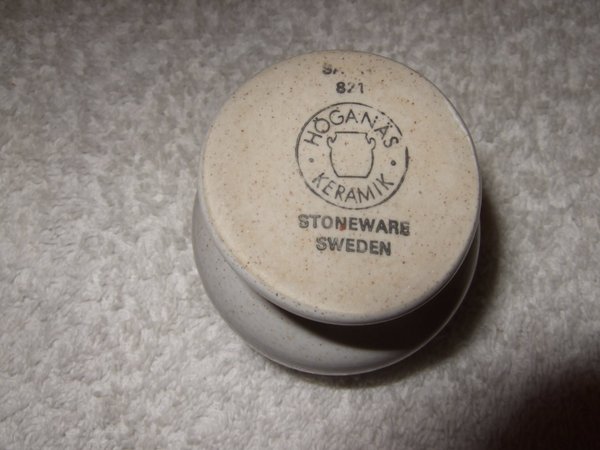 821
HÖGANÄS
KERAMIK
STONEWARE
SWEDEN